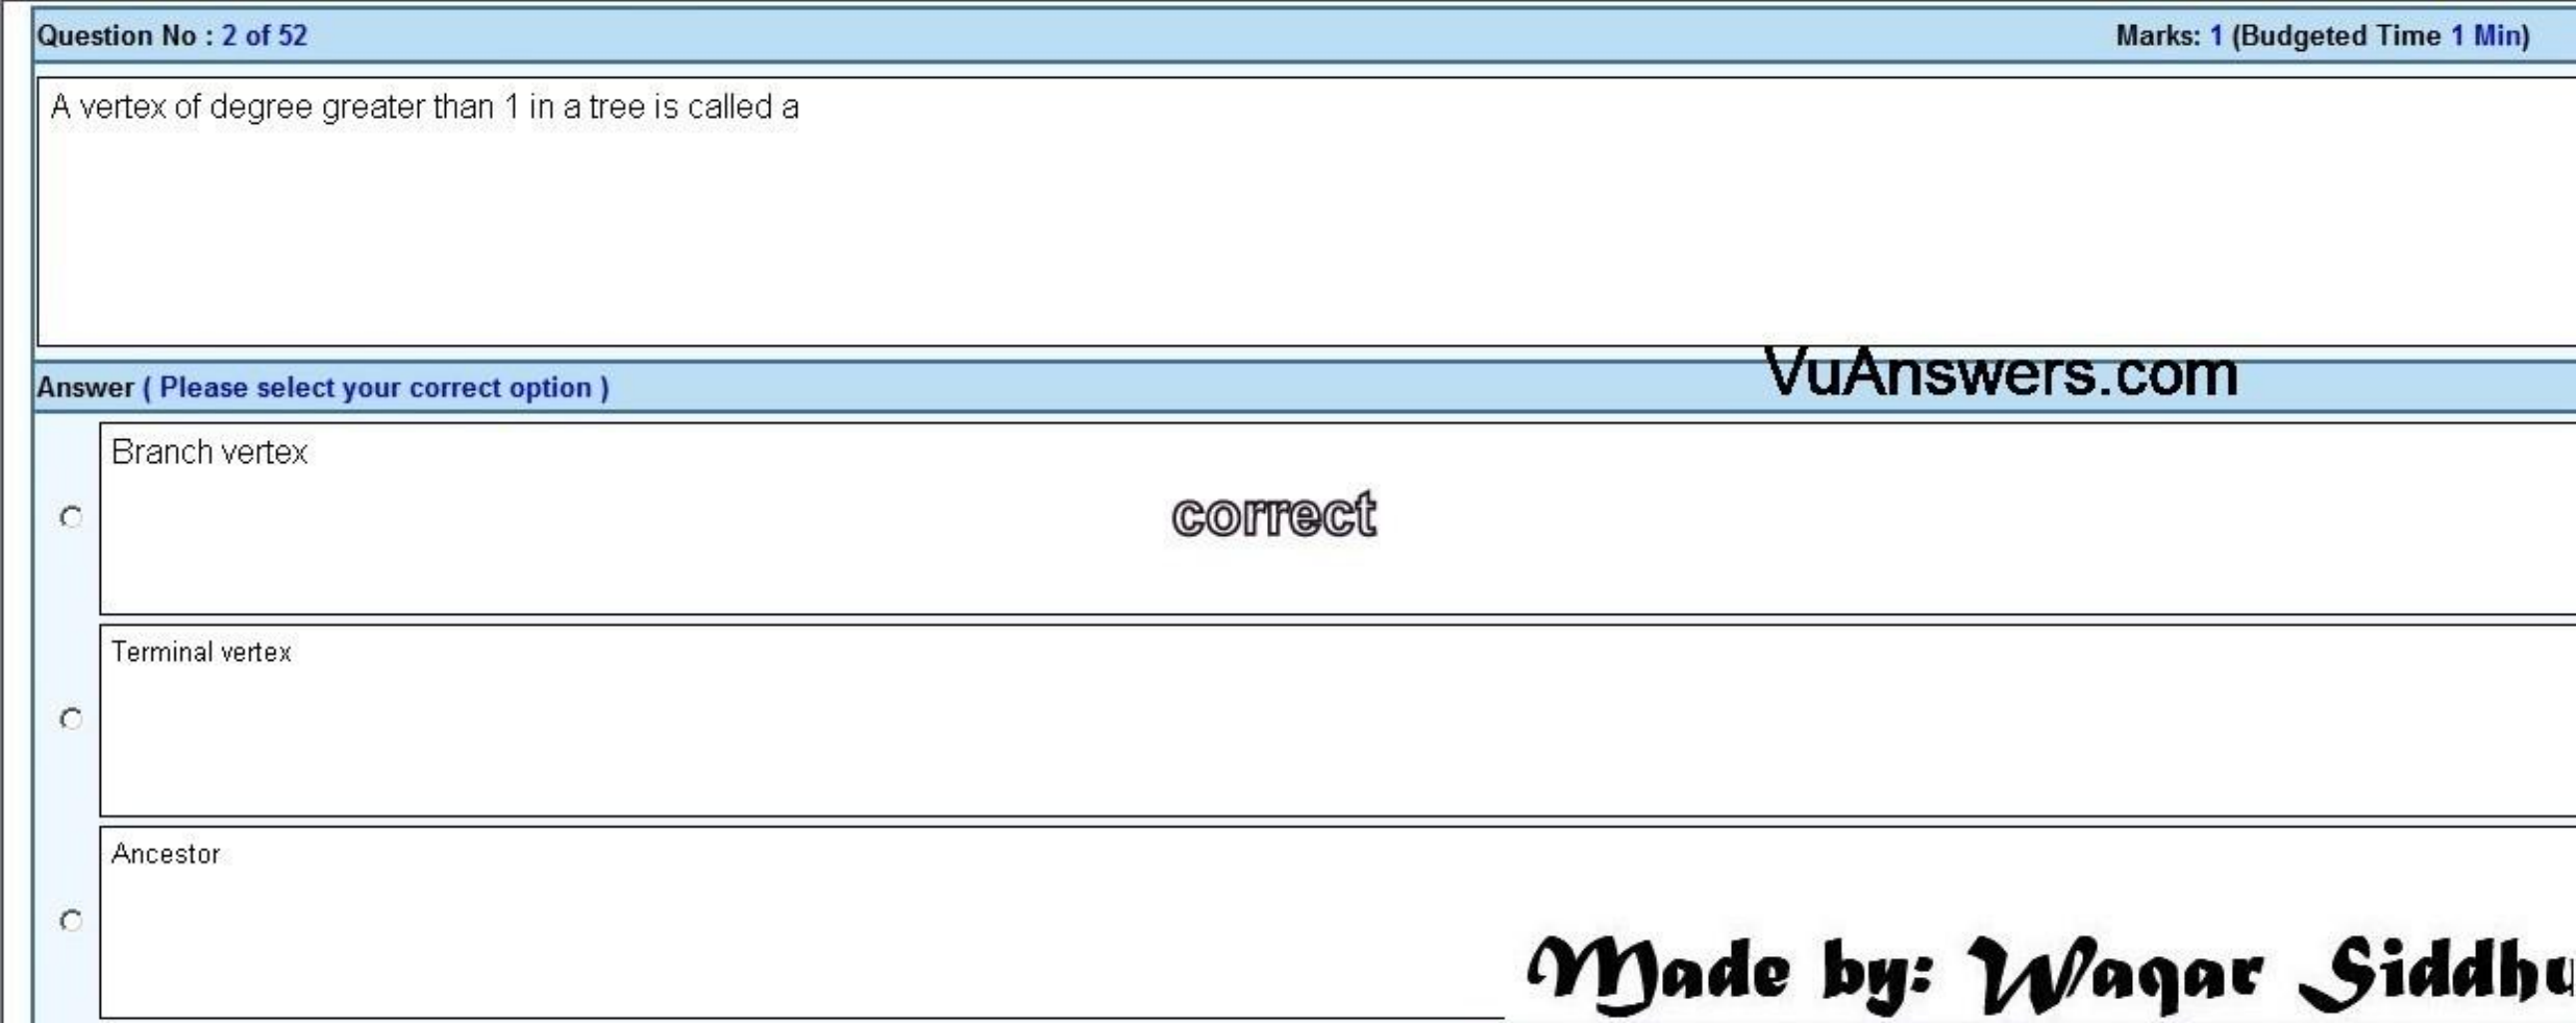 Question No : 2 of 52 Marks: 1 (Budgeted Time 1 Min)
A vertex of degree greater than 1 in a tree is called a
VuAnswers.com
Answer ( Please select your correct option )
Branch vertex
correct
Terminal vertex
Ancestor
Made by: Waqar Siddhu